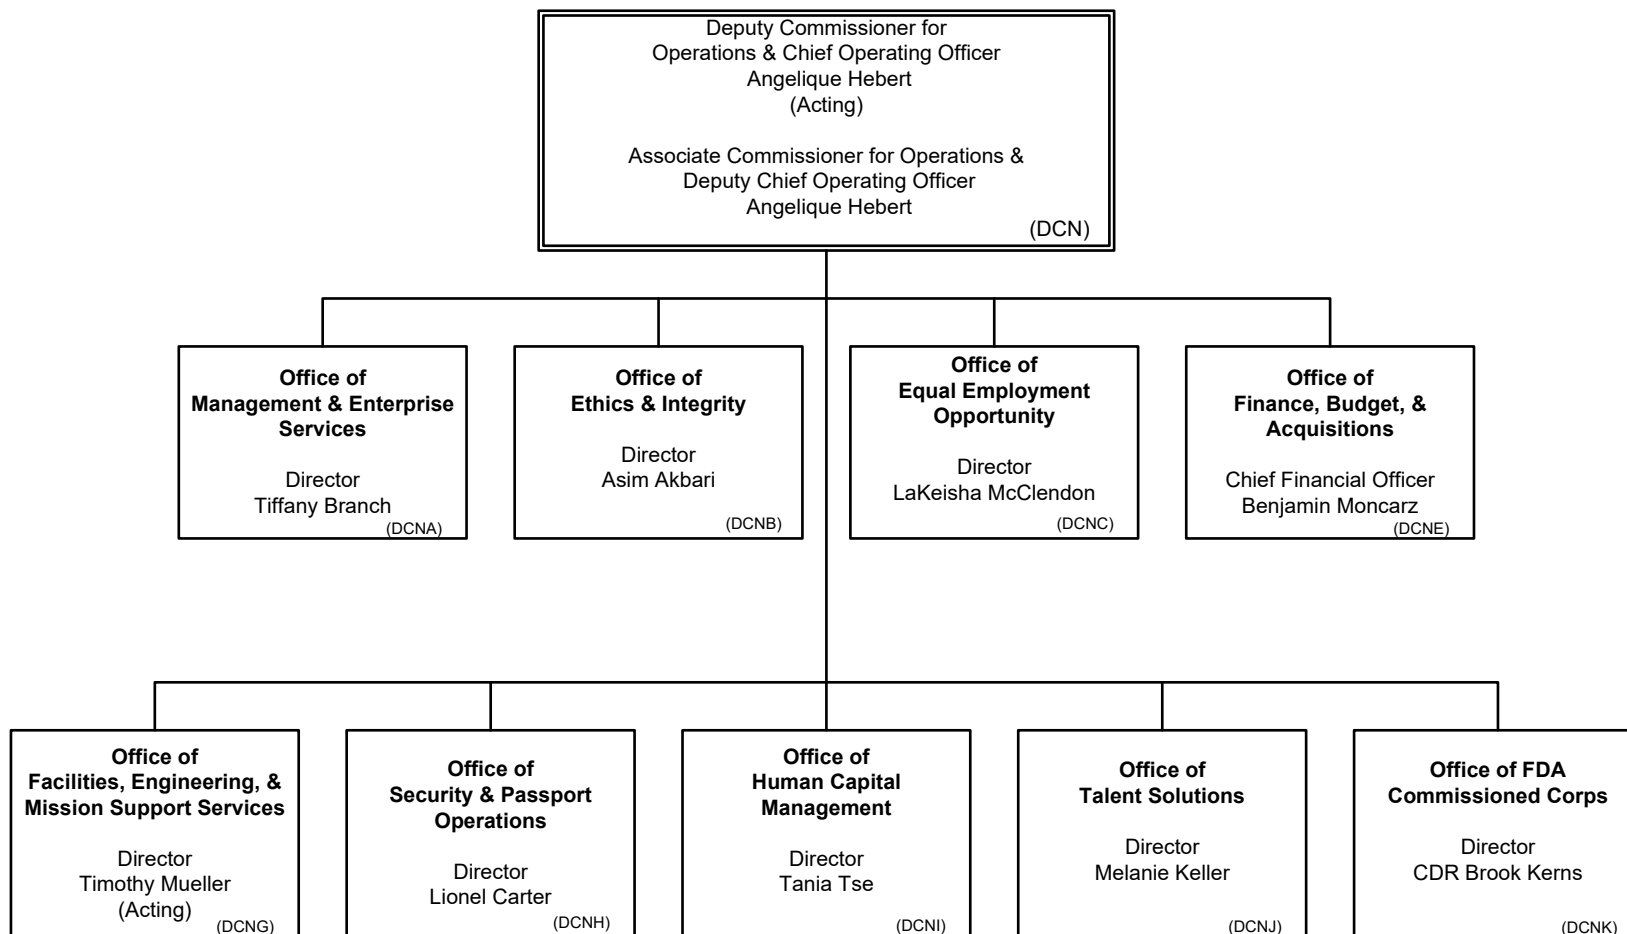 Deputy Commissioner for
Operations & Chief Operating Officer
Angelique Hebert
(Acting)
Associate Commissioner for Operations &
Deputy Chief Operating Officer
Angelique Hebert
(DCN)
Office of
Management & Enterprise
Services
Director
Tiffany Branch
(DCNA)
Office of
Ethics & Integrity
Director
Asim Akbari
(DCNB)
Office of
Equal Employment
Opportunity
Director
LaKeisha McClendon
(DCNC)
Office of
Finance, Budget, &
Acquisitions
Chief Financial Officer
Benjamin Moncarz
(DCNE)
Office of
Facilities, Engineering, &
Mission Support Services
Director
Timothy Mueller
(Acting)
(DCNG)
Office of
Security & Passport
Operations
Director
Lionel Carter
(DCNH)
Office of
Human Capital
Management
Director
Tania Tse
(DCNI)
Office of
Talent Solutions
Director
Melanie Keller
(DCNJ)
Office of FDA
Commissioned Corps
Director
CDR Brook Kerns
(DCNK)